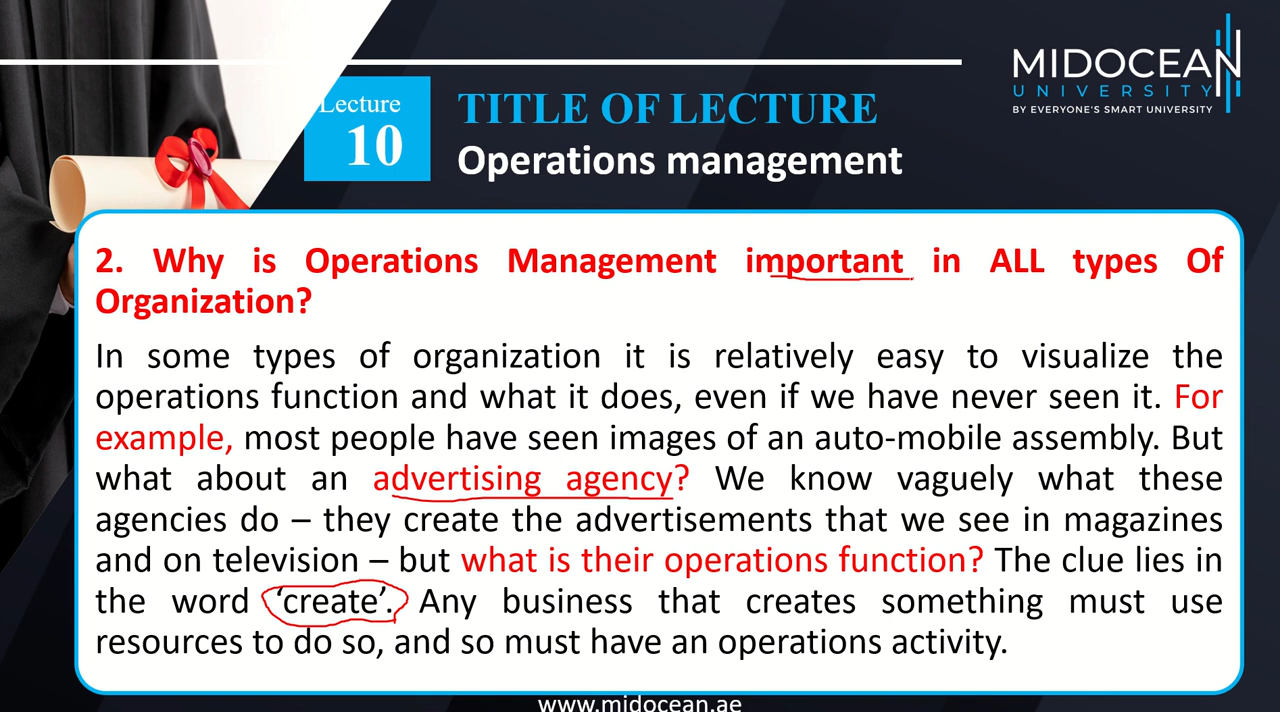 MIDOCEAN
UNIVERSITY
BY EVERYONE'S SMART UNIVERSITY
Lecture
10
TITLE OF LECTURE
Operations management
2. Why is Operations Management important in ALL types Of
Organization?
In some types of organization it is relatively easy to visualize the
operations function and what it does, even if we have never seen it. For
example, most people have seen images of an auto-mobile assembly. But
what about an advertising agency? We know vaguely what these
agencies do – they create the advertisements that we see in magazines
and on television – but what is their operations function? The clue lies in
the word ‘create’. Any business that creates something must use
resources to do so, and so must have an operations activity.
www.midocean.ae